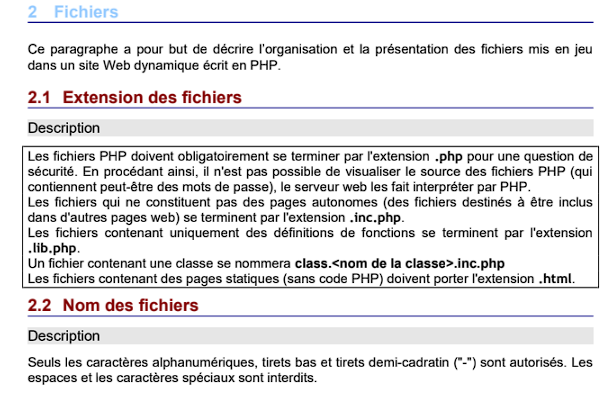 2 Fichiers
Ce paragraphe a pour but de décrire l'organisation et la présentation des fichiers mis en jeu
dans un site Web dynamique écrit en PHP.
2.1 Extension des fichiers
Description
Les fichiers PHP doivent obligatoirement se terminer par l'extension .php pour une question de
sécurité. En procédant ainsi, il n'est pas possible de visualiser le source des fichiers PHP (qui
contiennent peut-être des mots de passe), le serveur web les fait interpréter par PHP.
Les fichiers qui ne constituent pas des pages autonomes (des fichiers destinés à être inclus
dans d'autres pages web) se terminent par l'extension .inc.php.
Les fichiers contenant uniquement des définitions de fonctions se terminent par l'extension
.lib.php.
Un fichier contenant une classe se nommera class.<nom de la classe>.inc.php
Les fichiers contenant des pages statiques (sans code PHP) doivent porter l'extension .html.
2.2 Nom des fichiers
Description
Seuls les caractères alphanumériques, tirets bas et tirets demi-cadratin ("-") sont autorisés. Les
espaces et les caractères spéciaux sont interdits.